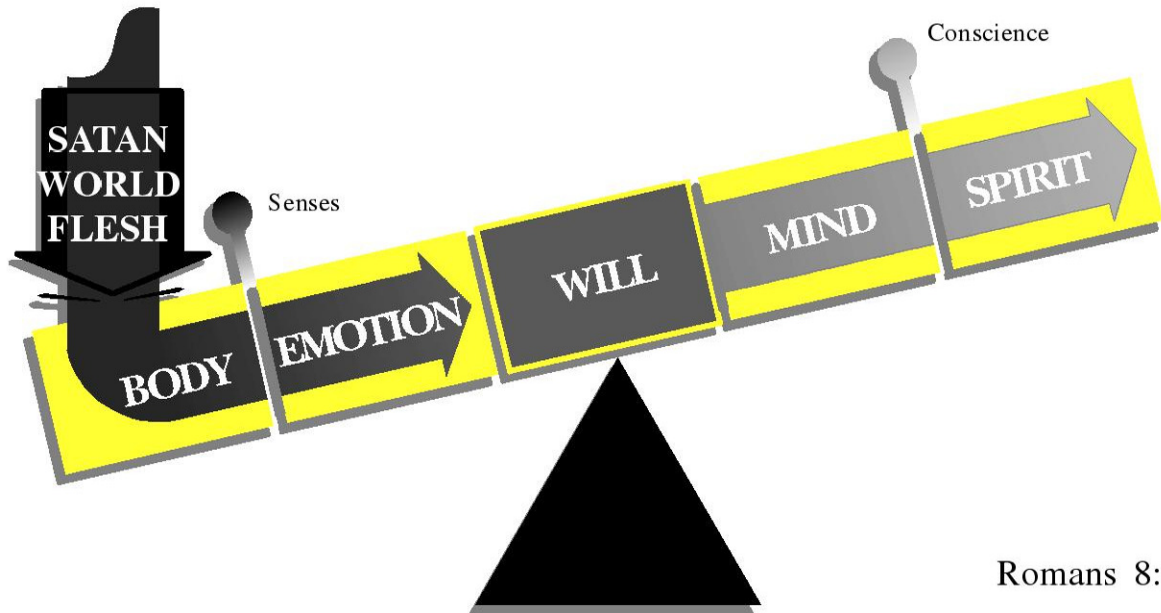 Conscience
SATAN
WORLD
FLESH
Senses
BODY
EMOTION
WILL
MIND
SPIRIT
Romans 8: